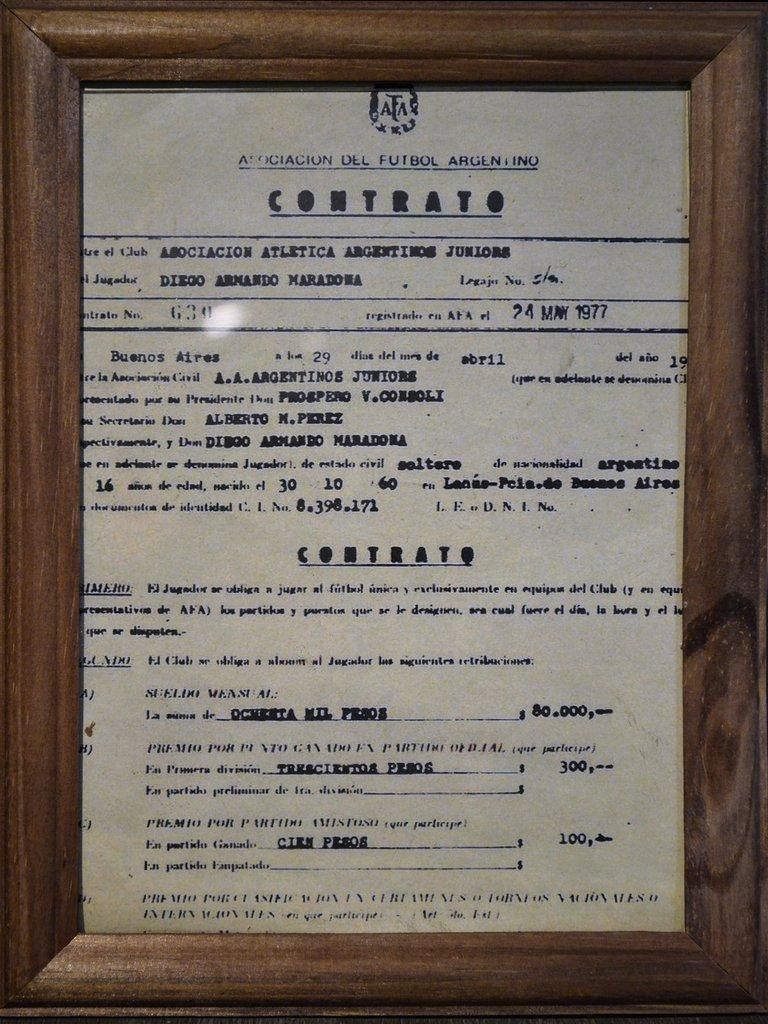 AFA
ASOCIACION DEL FUTBOL ARGENTINO
CONTRATO
tre el Club ASOCIACION ATLETICA ARGENTINOS JUNIORS
el Jugador DIEGO ARMANDO MARADONA . Legajo No. s/n.
ntrato No. 630 registrado en AFA el 24 MAY 1977
Buenos Aires a los 29 días del mes de abril del año 19
tre la Asociación Civil A.A.ARGENTINOS JUNIORS (que en adelante se denomina Cl
presentado por su Presidente Don PROSPERO V.CONSOLI
su Secretario Don ALBERTO M.PEREZ
pectivamente, y Don DIEGO ARMANDO MARADONA
e en adelante se denomina Jugador), de estado civil soltero de nacionalidad argentino
16 años de edad, nacido el 30 10 60 en Lanús-Pcia.de Buenos Aires
documentos de identidad C. I. No. 8.398.171 L. E. o D. N. I. No.
CONTRATO
IMERO: El Jugador se obliga a jugar al fútbol única y exclusivamente en equipos del Club (y en equi
presentativos de AFA) los partidos y puestos que se le designen, sea cual fuere el día, la hora y el lu
que se disputen.-
GUNDO: El Club se obliga a abonar al Jugador las siguientes retribuciones:
A) SUELDO MENSUAL:
La suma de OCHENTA MIL PESOS $ 80.000,--
B) PREMIO POR PUNTO GANADO EN PARTIDO OFICIAL (que participe)
En Primera división TRESCIENTOS PESOS $ 300,--
En partido preliminar de 1ra. división $
C) PREMIO POR PARTIDO AMISTOSO (que participe)
En partido Ganado CIEN PESOS $ 100,--
En partido Empatado $
D) PREMIO POR CLASIFICACION EN CERTAMENES O TORNEOS NACIONALES O
INTERNACIONALES (en que participe) - (Art. Est.)